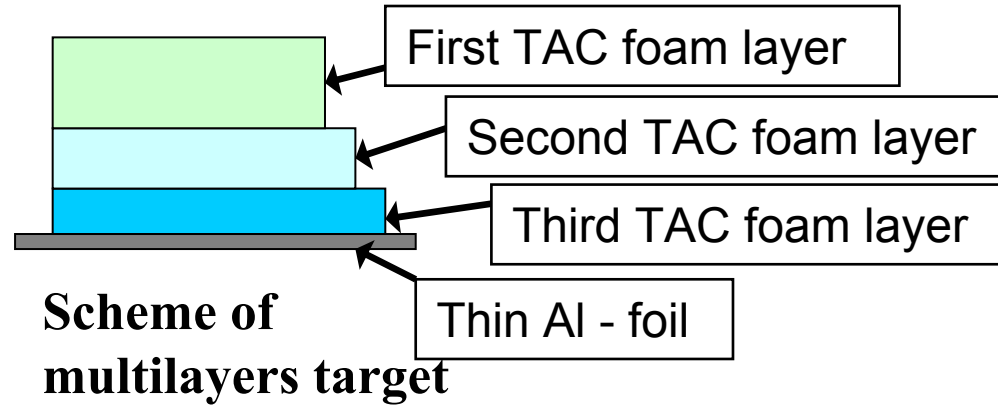 First TAC foam layer
Second TAC foam layer
Third TAC foam layer
Thin Al - foil
Scheme of
multilayers target